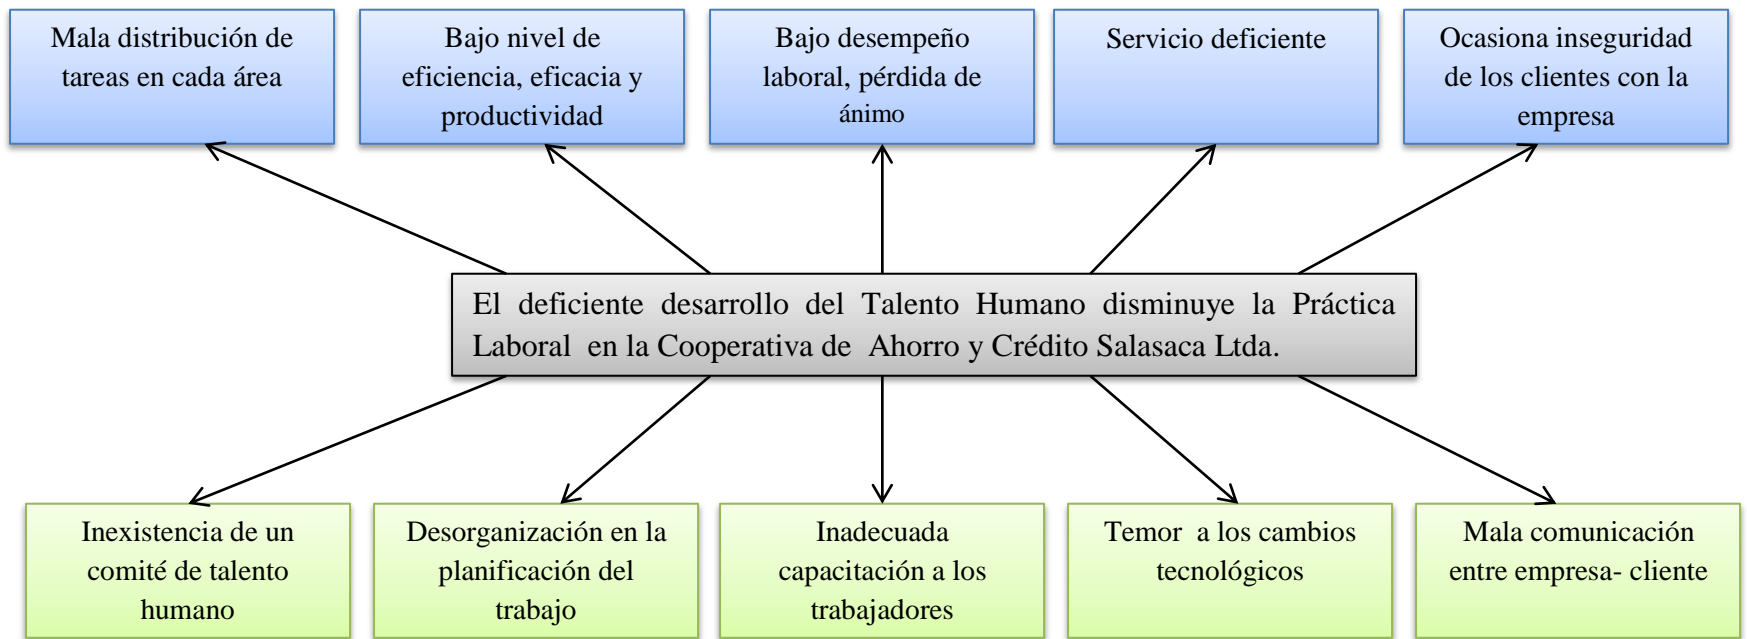 Mala distribución de
tareas en cada área
Bajo nivel de
eficiencia, eficacia y
productividad
Bajo desempeño
laboral, pérdida de
ánimo
Servicio deficiente
Ocasiona inseguridad
de los clientes con la
empresa
El deficiente desarrollo del Talento Humano disminuye la Práctica
Laboral en la Cooperativa de Ahorro y Crédito Salasaca Ltda.
Inexistencia de un
comité de talento
humano
Desorganización en la
planificación del
trabajo
Inadecuada
capacitación a los
trabajadores
Temor a los cambios
tecnológicos
Mala comunicación
entre empresa- cliente